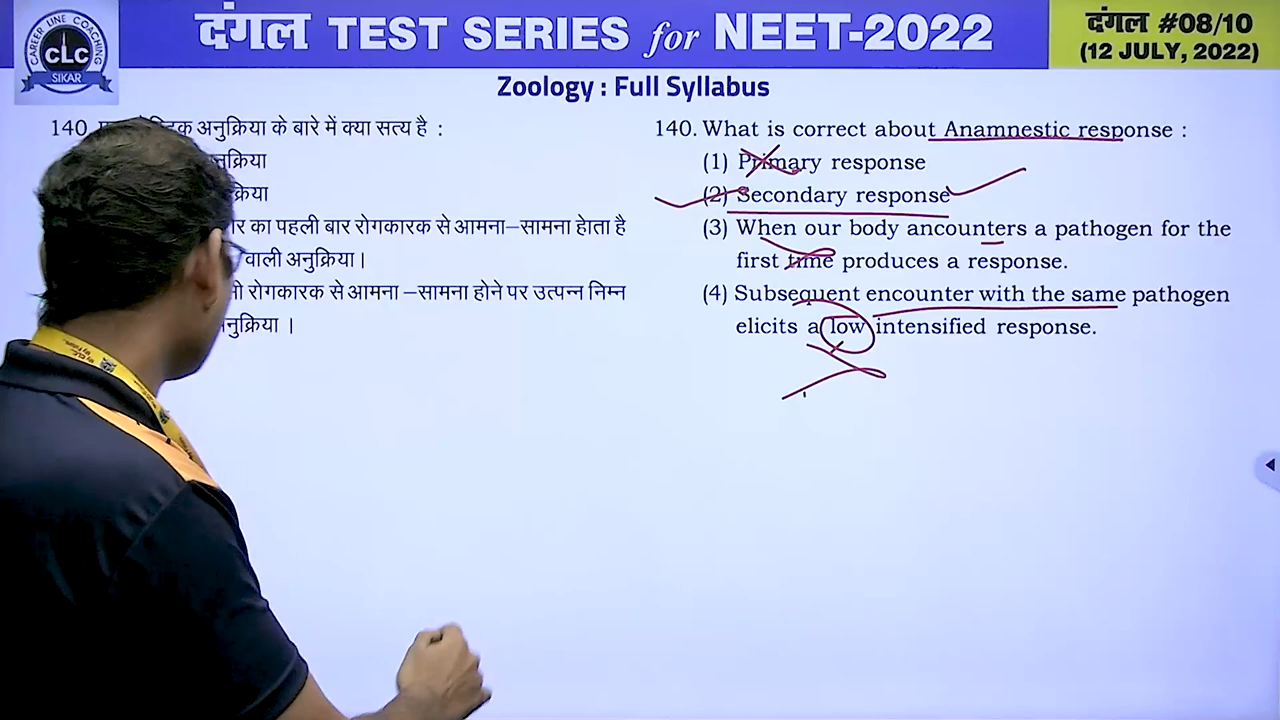 CAREER LINE COACHING
CLC
SIKAR
दंगल TEST SERIES for NEET-2022
दंगल #08/10
(12 JULY, 2022)
Zoology : Full Syllabus
140. अनुक्रिया के बारे में क्या सत्य है :
का पहली बार रोगकारक से आमना–सामना होता है
वाली अनुक्रिया।
रोगकारक से आमना –सामना होने पर उत्पन्न निम्न
140. What is correct about Anamnestic response :
(1) Primary response
(2) Secondary response
(3) When our body ancounters a pathogen for the
first time produces a response.
(4) Subsequent encounter with the same pathogen
elicits a low intensified response.